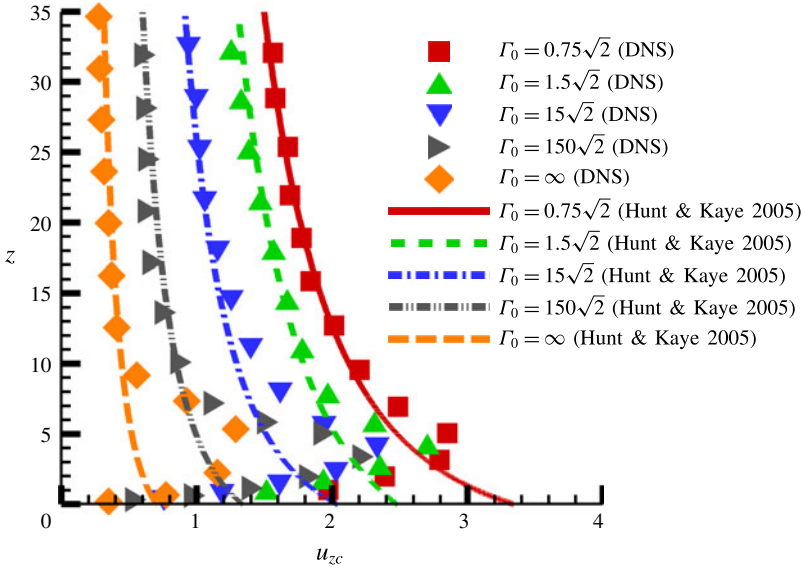 35
30
25
20
15
10
5
0
z
0 1 2 3 4
u_{zc}
Γ₀ = 0.75√2 (DNS)
Γ₀ = 1.5√2 (DNS)
Γ₀ = 15√2 (DNS)
Γ₀ = 150√2 (DNS)
Γ₀ = ∞ (DNS)
Γ₀ = 0.75√2 (Hunt & Kaye 2005)
Γ₀ = 1.5√2 (Hunt & Kaye 2005)
Γ₀ = 15√2 (Hunt & Kaye 2005)
Γ₀ = 150√2 (Hunt & Kaye 2005)
Γ₀ = ∞ (Hunt & Kaye 2005)